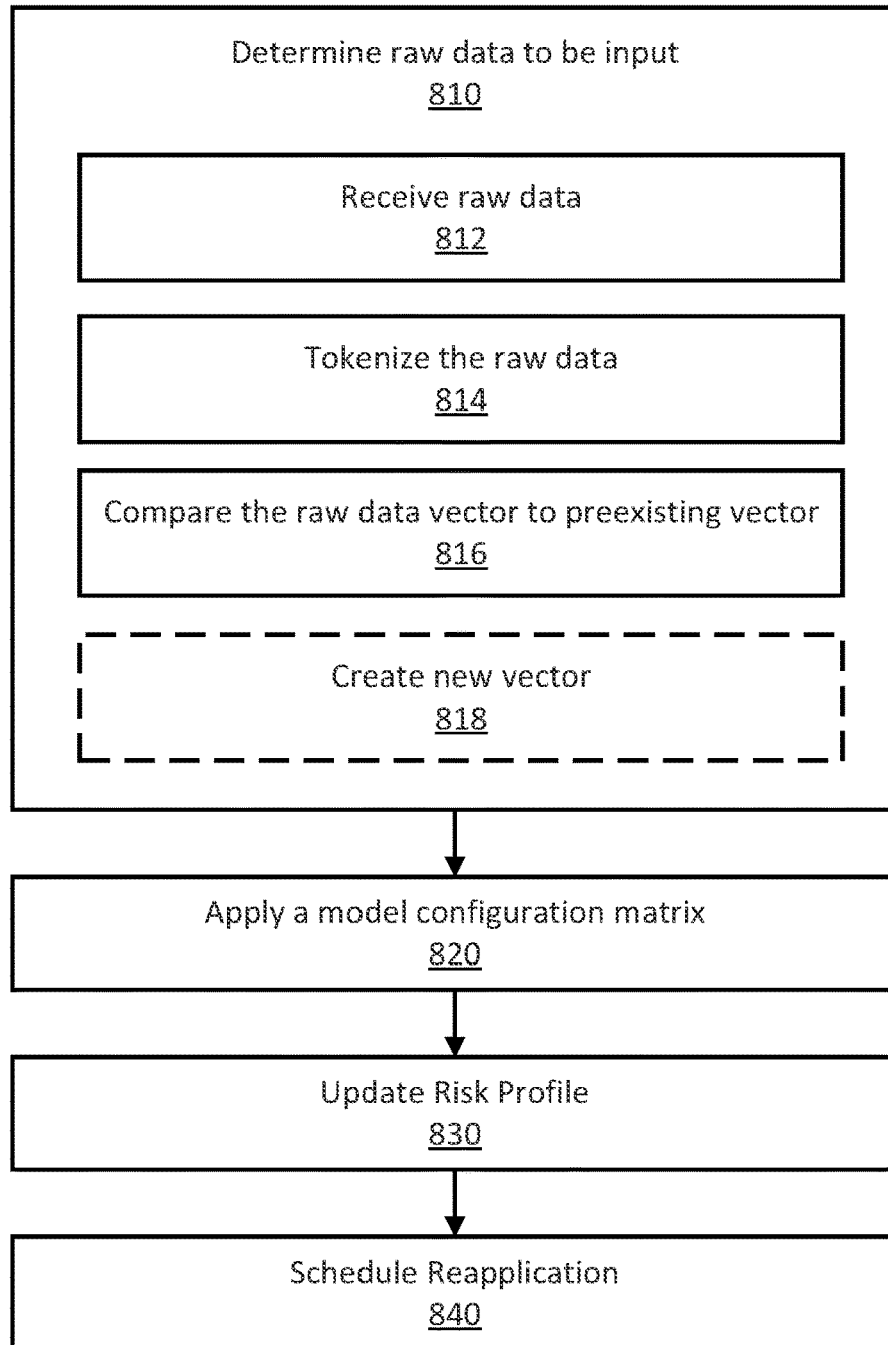 Determine raw data to be input
810
Receive raw data
812
Tokenize the raw data
814
Compare the raw data vector to preexisting vector
816
Create new vector
818
Apply a model configuration matrix
820
Update Risk Profile
830
Schedule Reapplication
840